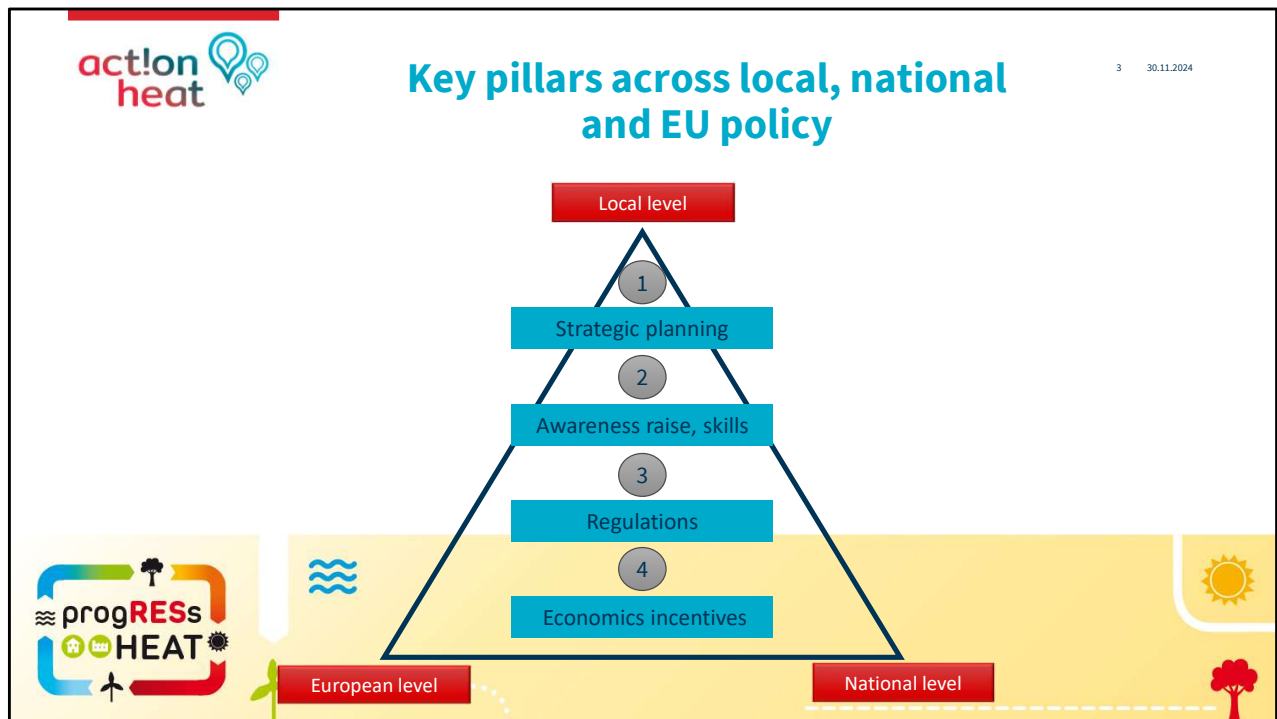 act!on
heat
Key pillars across local, national
and EU policy
3 30.11.2024
Local level
1
Strategic planning
2
Awareness raise, skills
3
Regulations
4
Economics incentives
progRESs
HEAT
European level
National level